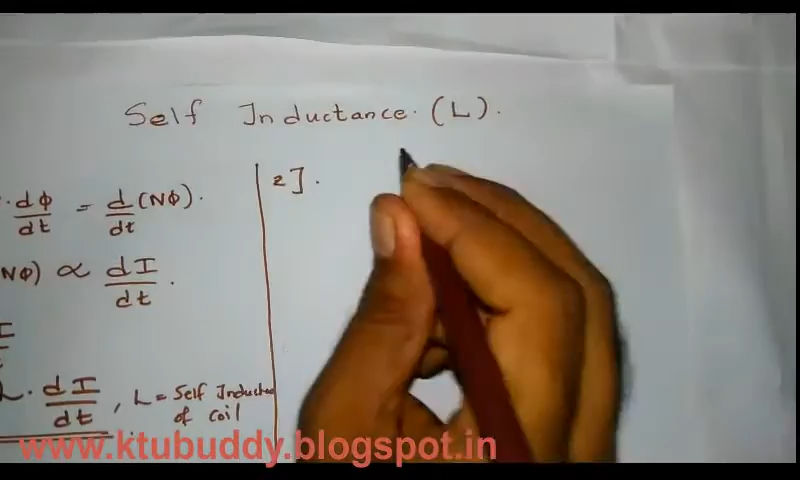 Self Inductance. (L).
. dφ/dt = d/dt (Nφ).
Nφ) ∝ dI/dt .
I
L . dI/dt , L = Self Inducted
of coil
2].
www.ktubuddy.blogspot.in